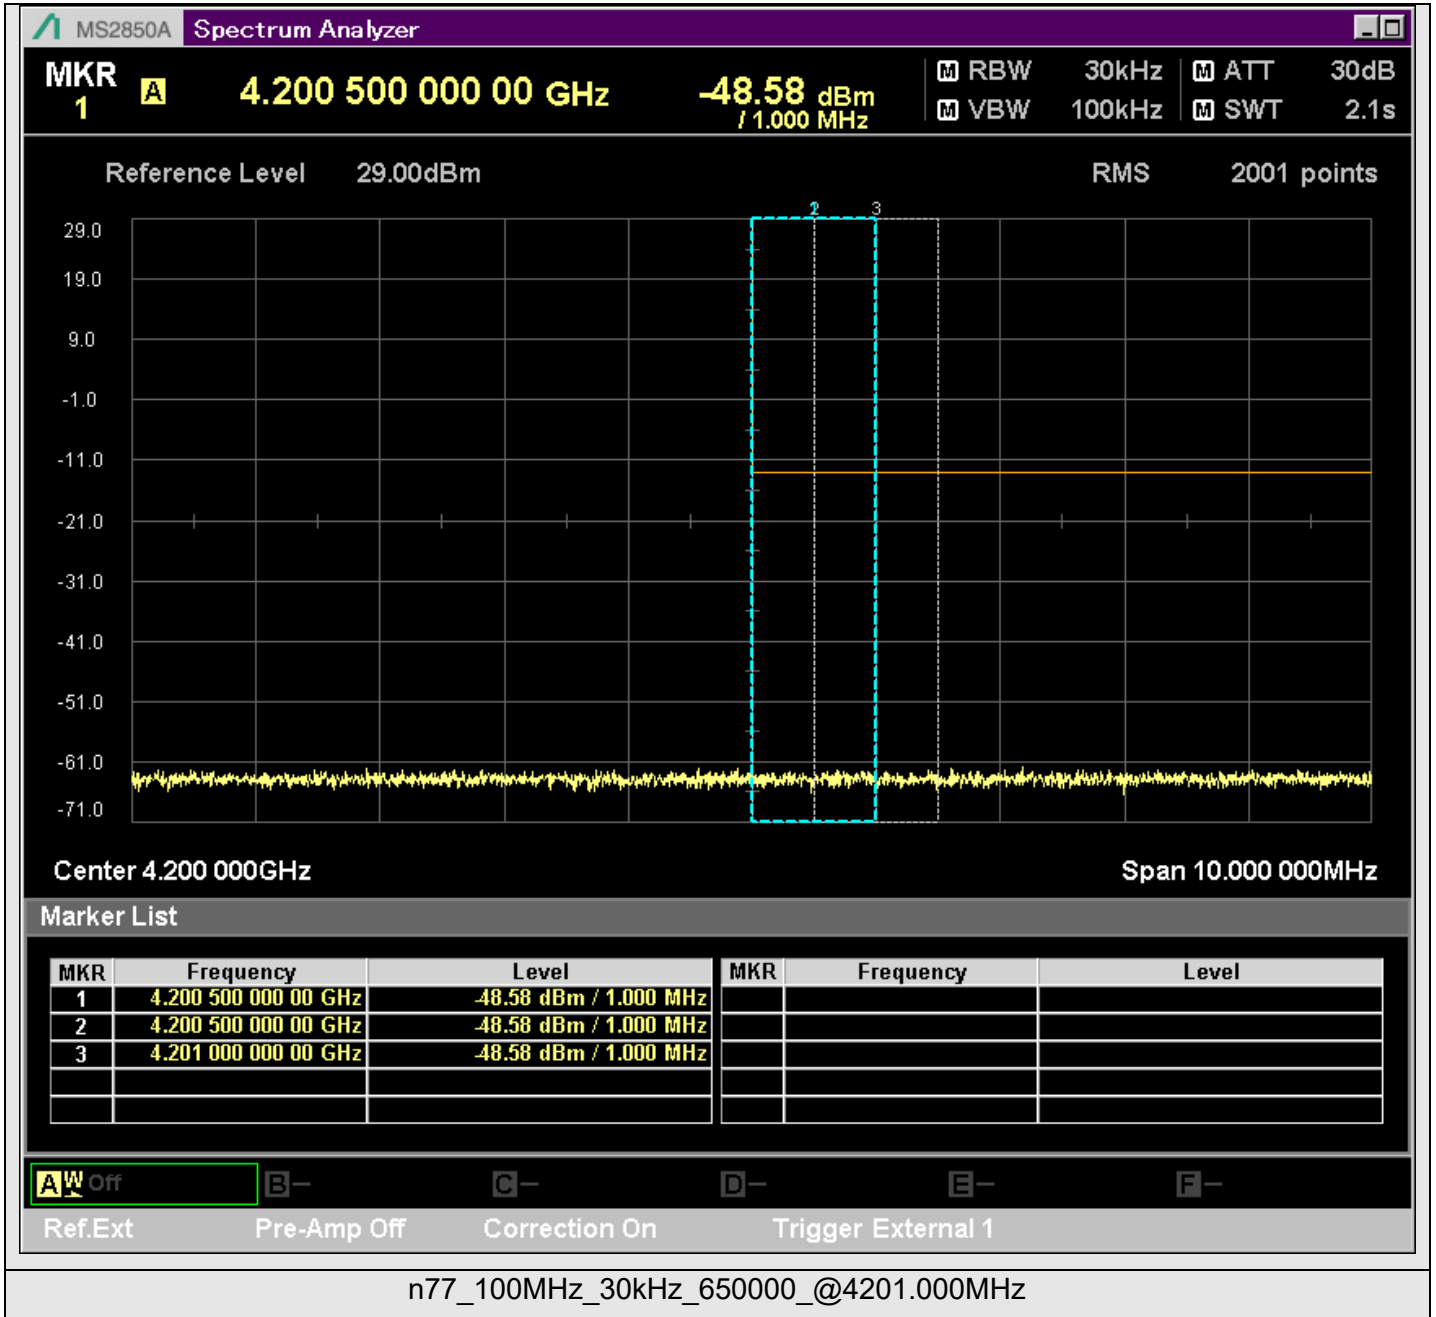 MS2850A Spectrum Analyzer
MKR 1 A 4.200 500 000 00 GHz -48.58 dBm / 1.000 MHz
M RBW 30kHz M ATT 30dB
M VBW 100kHz M SWT 2.1s
Reference Level 29.00dBm RMS 2001 points
2 3
29.0
19.0
9.0
-1.0
-11.0
-21.0
-31.0
-41.0
-51.0
-61.0
-71.0
Center 4.200 000GHz Span 10.000 000MHz
Marker List
MKR Frequency Level MKR Frequency Level
1 4.200 500 000 00 GHz -48.58 dBm / 1.000 MHz
2 4.200 500 000 00 GHz -48.58 dBm / 1.000 MHz
3 4.201 000 000 00 GHz -48.58 dBm / 1.000 MHz
A W Off B – C – D – E – F –
Ref.Ext Pre-Amp Off Correction On Trigger External 1
n77_100MHz_30kHz_650000_@4201.000MHz